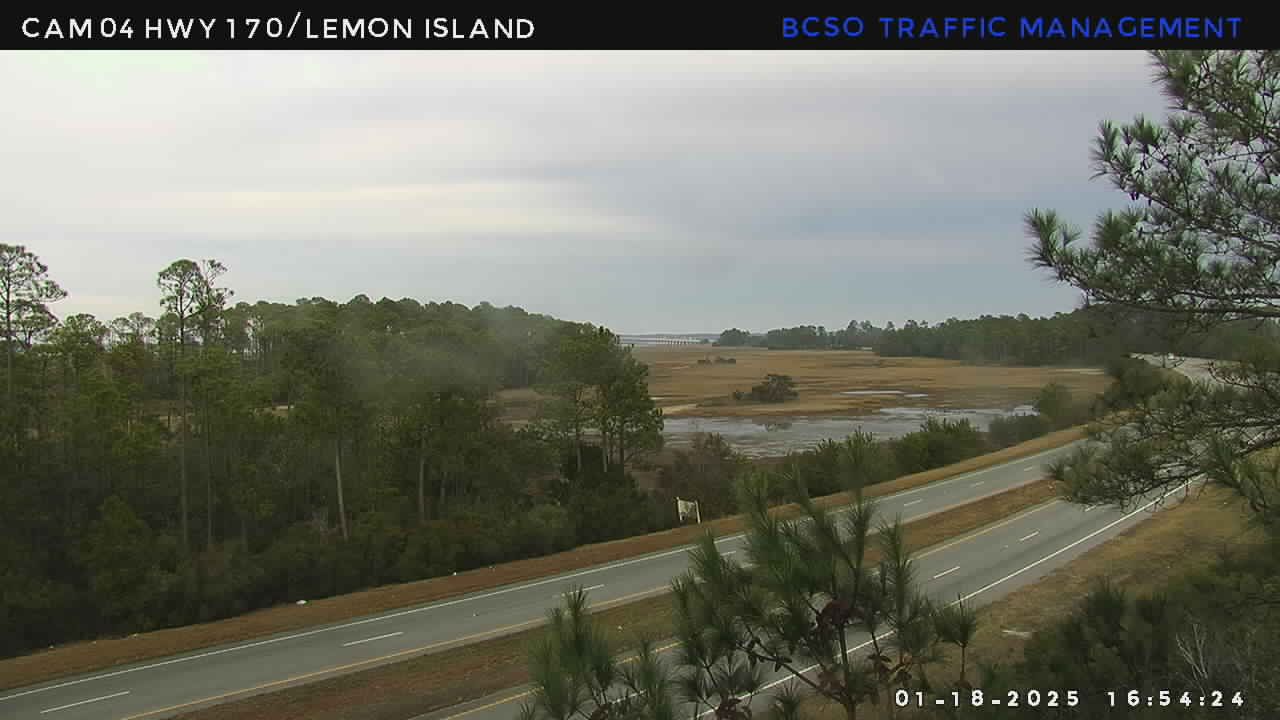 CAM04 HWY170/LEMON ISLAND
BCSO TRAFFIC MANAGEMENT
01-18-2025 16:54:24